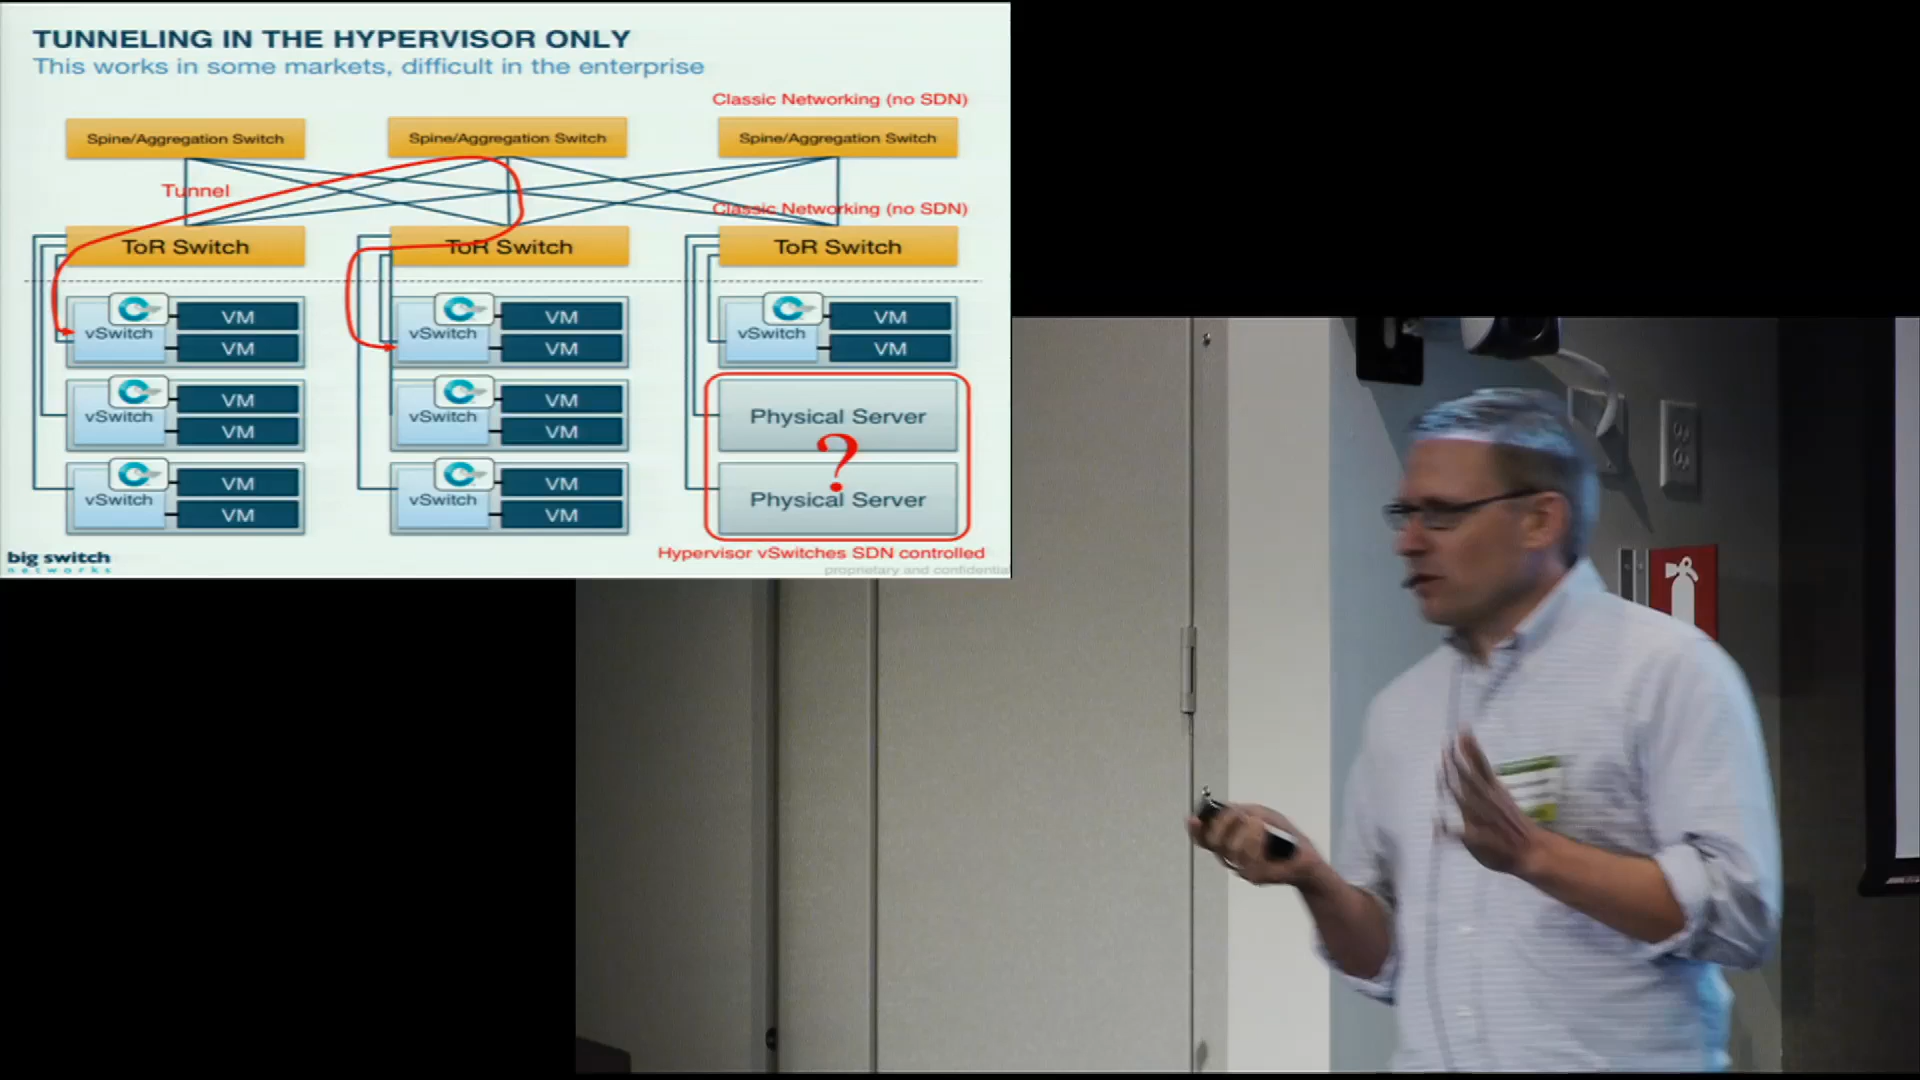 TUNNELING IN THE HYPERVISOR ONLY
This works in some markets, difficult in the enterprise
Classic Networking (no SDN)
Spine/Aggregation Switch
Spine/Aggregation Switch
Spine/Aggregation Switch
Tunnel
Classic Networking (no SDN)
ToR Switch
ToR Switch
ToR Switch
vSwitch
VM
VM
vSwitch
VM
VM
vSwitch
VM
VM
vSwitch
VM
VM
vSwitch
VM
VM
Physical Server
?
vSwitch
VM
VM
vSwitch
VM
VM
Physical Server
Hypervisor vSwitches SDN controlled
big switch
networks
proprietary and confidentia